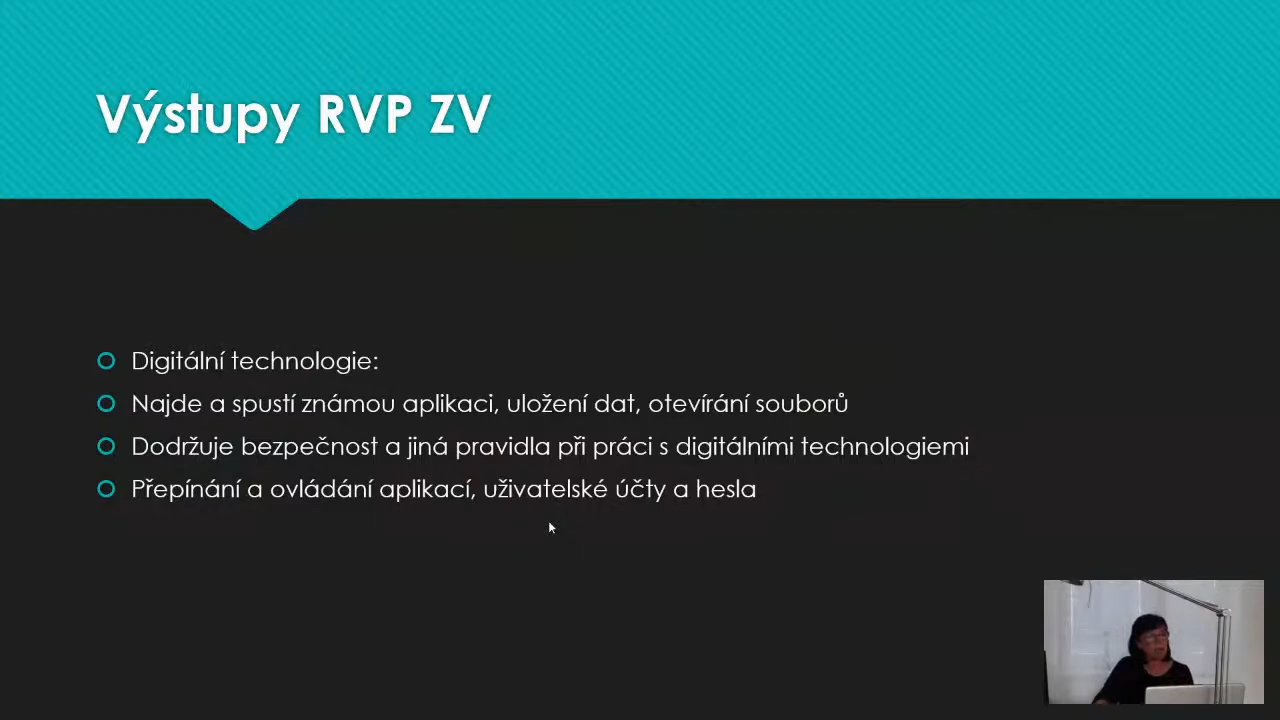 Výstupy RVP ZV
Digitální technologie:
Najde a spustí známou aplikaci, uložení dat, otevírání souborů
Dodržuje bezpečnost a jiná pravidla při práci s digitálními technologiemi
Přepínání a ovládání aplikací, uživatelské účty a hesla